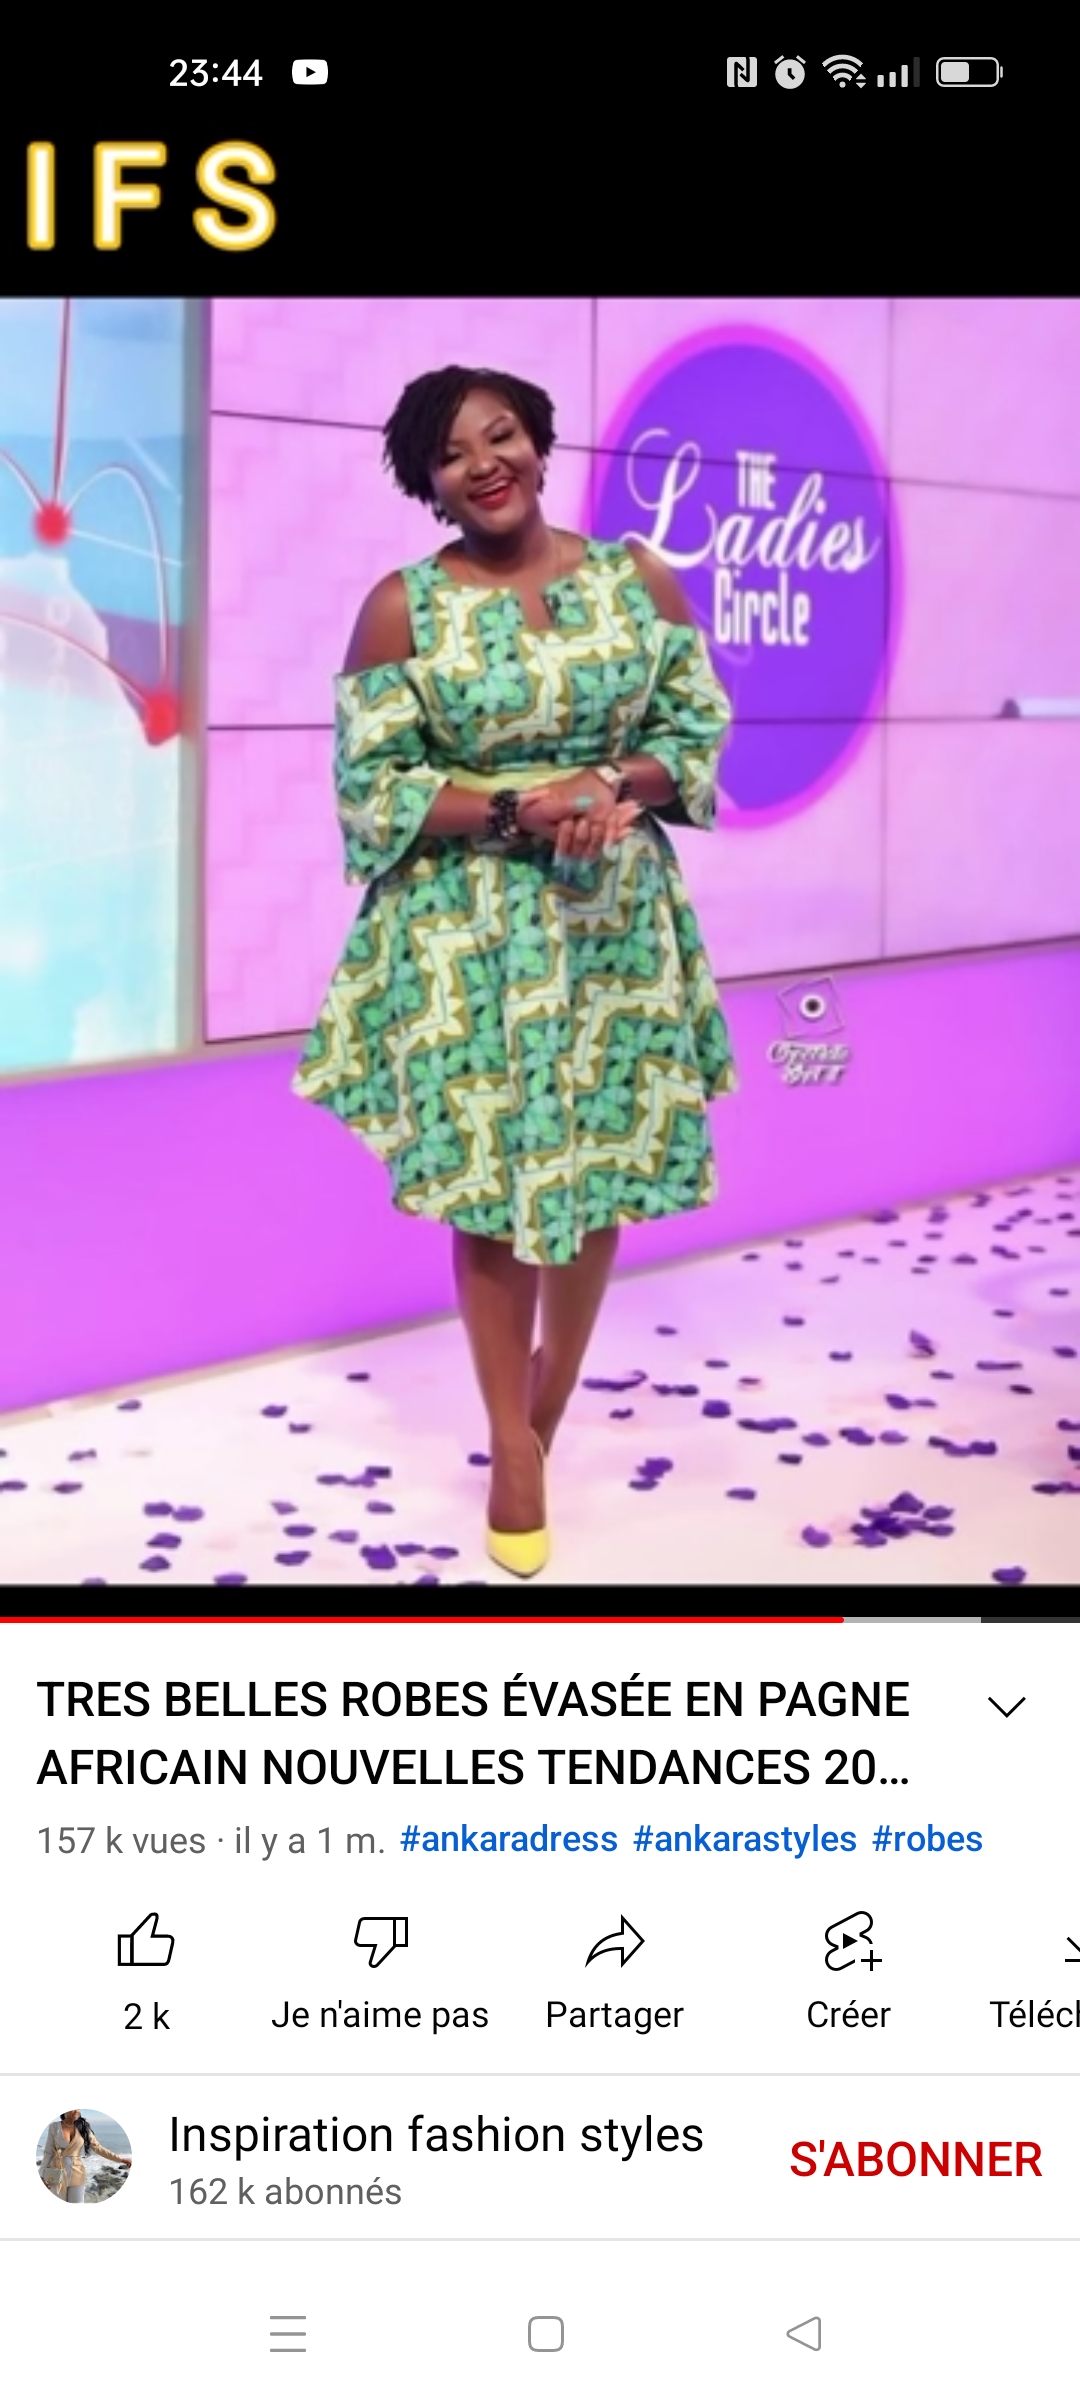 23:44
IFS
THE
Ladies
Circle
TRES BELLES ROBES ÉVASÉE EN PAGNE
AFRICAIN NOUVELLES TENDANCES 20...
157 k vues · il y a 1 m. #ankaradress #ankarastyles #robes
2 k Je n'aime pas Partager Créer Téléch
Inspiration fashion styles
162 k abonnés
S'ABONNER